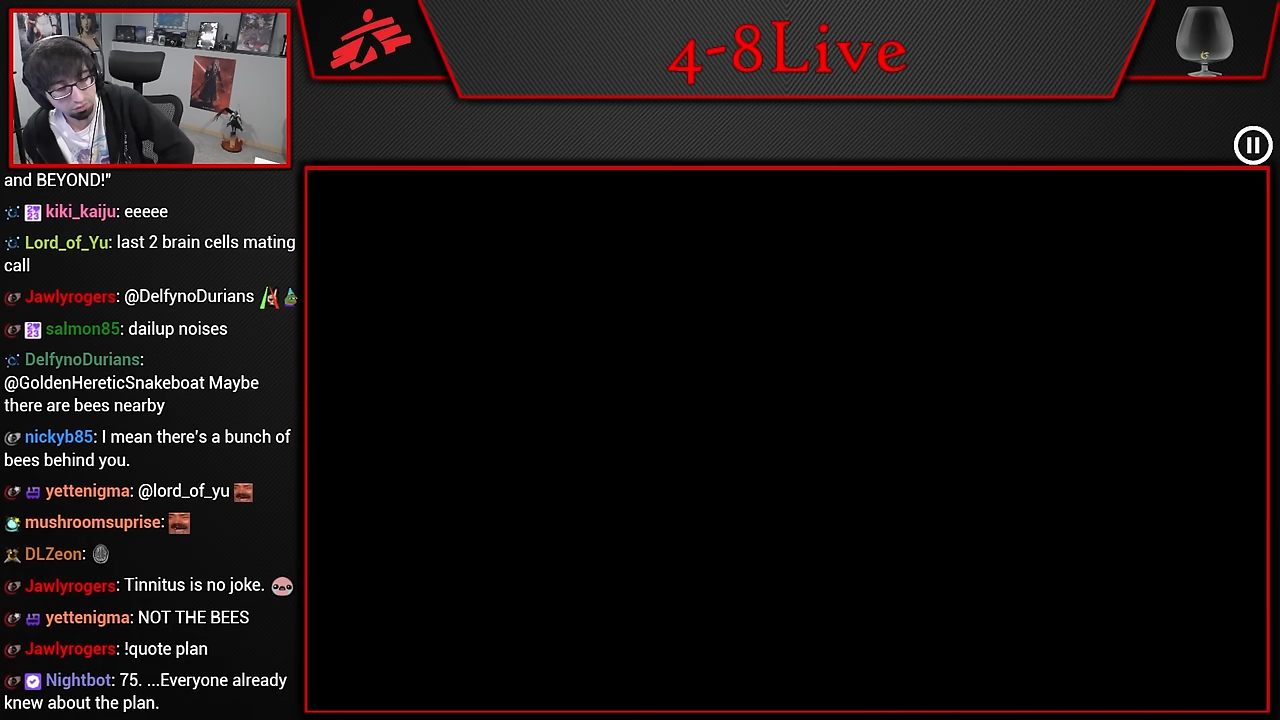 4-8Live
and BEYOND!"
kiki_kaiju: eeeee
Lord_of_Yu: last 2 brain cells mating
call
Jawlyrogers: @DelfynoDurians
salmon85: dailup noises
DelfynoDurians:
@GoldenHereticSnakeboat Maybe
there are bees nearby
nickyb85: I mean there's a bunch of
bees behind you.
yettenigma: @lord_of_yu
mushroomsuprise:
DLZeon:
Jawlyrogers: Tinnitus is no joke.
yettenigma: NOT THE BEES
Jawlyrogers: !quote plan
Nightbot: 75. ...Everyone already
knew about the plan.